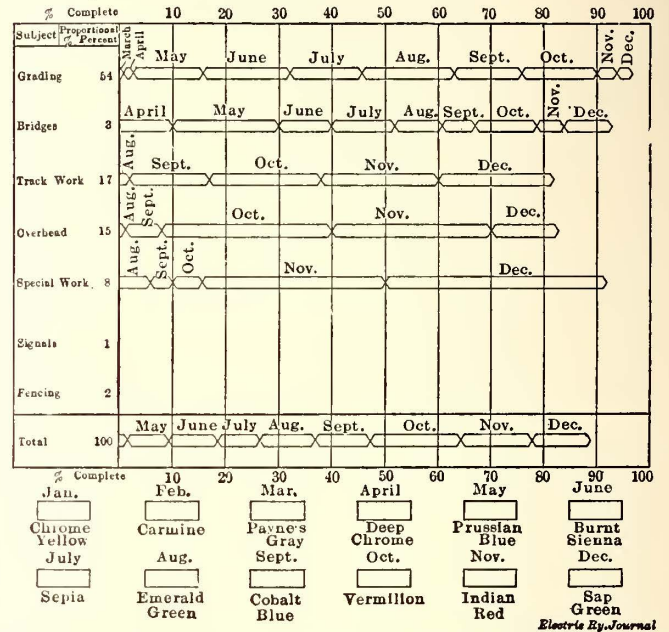 % Complete 10 20 30 40 50 60 70 80 90 100
Subject Proportional % Percent
March April May June July Aug. Sept. Oct. Nov. Dec.
Grading 54
April May June July Aug. Sept. Oct. Nov. Dec.
Bridges 3
Aug. Sept. Oct. Nov. Dec.
Track Work 17
Aug. Sept. Oct. Nov. Dec.
Overhead 15
Aug. Sept. Oct. Nov. Dec.
Special Work 8
Signals 1
Fencing 2
May June July Aug. Sept. Oct. Nov. Dec.
Total 100
% Complete 10 20 30 40 50 60 70 80 90 100
Jan. Feb. Mar. April May June
Chrome Carmine Payne's Deep Prussian Burnt
Yellow Gray Chrome Blue Sienna
July Aug. Sept. Oct. Nov. Dec.
Sepia Emerald Cobalt Vermilion Indian Sap
Green Blue Red Green
Electric Ry. Journal